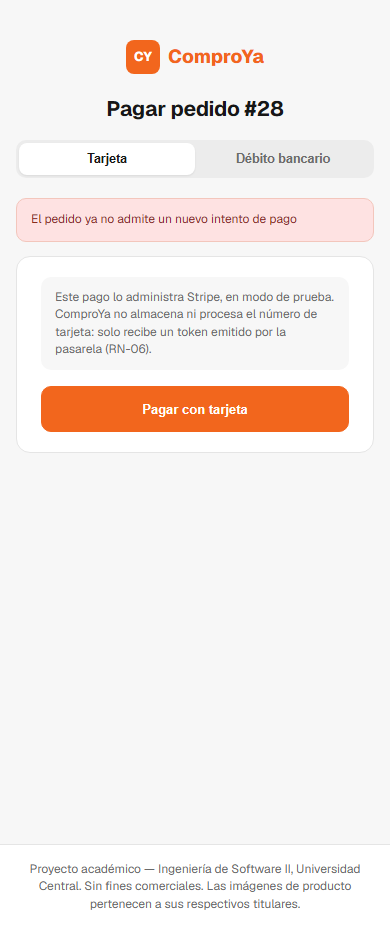 CY ComproYa
Pagar pedido #28
Tarjeta Débito bancario
El pedido ya no admite un nuevo intento de pago
Este pago lo administra Stripe, en modo de prueba.
ComproYa no almacena ni procesa el número de
tarjeta: solo recibe un token emitido por la
pasarela (RN-06).
Pagar con tarjeta
Proyecto académico — Ingeniería de Software II, Universidad
Central. Sin fines comerciales. Las imágenes de producto
pertenecen a sus respectivos titulares.